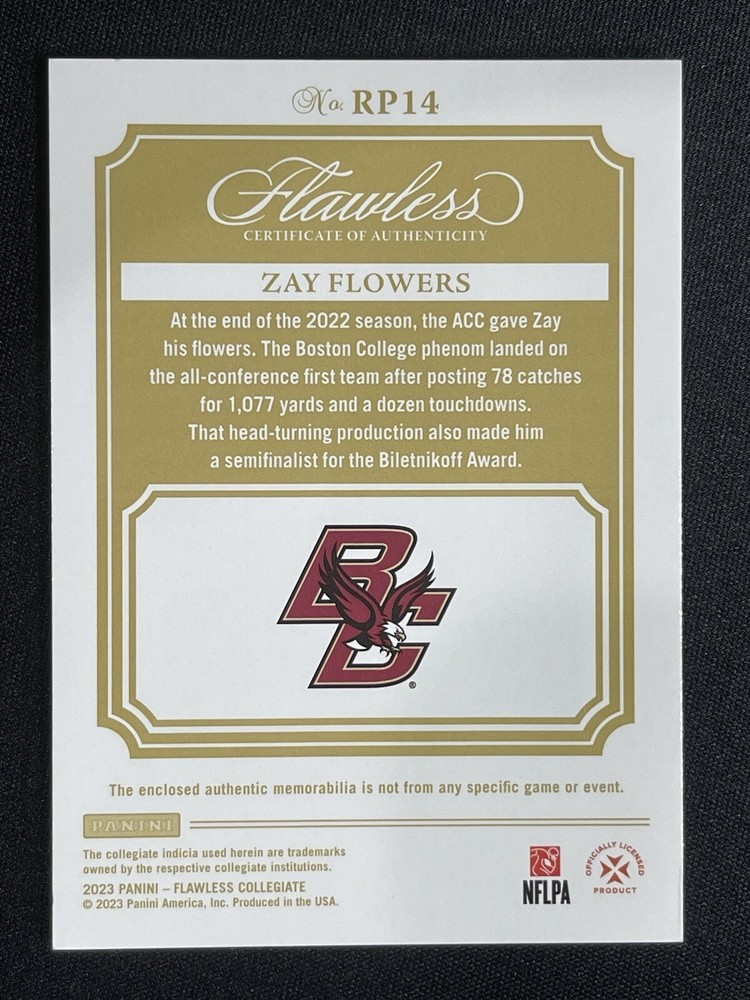 No. RP14
Flawless
CERTIFICATE OF AUTHENTICITY
ZAY FLOWERS
At the end of the 2022 season, the ACC gave Zay
his flowers. The Boston College phenom landed on
the all-conference first team after posting 78 catches
for 1,077 yards and a dozen touchdowns.
That head-turning production also made him
a semifinalist for the Biletnikoff Award.
BC
®
The enclosed authentic memorabilia is not from any specific game or event.
PANINI
The collegiate indicia used herein are trademarks
owned by the respective collegiate institutions.
2023 PANINI – FLAWLESS COLLEGIATE
© 2023 Panini America, Inc. Produced in the USA.
NFLPA
OFFICIALLY LICENSED
PRODUCT